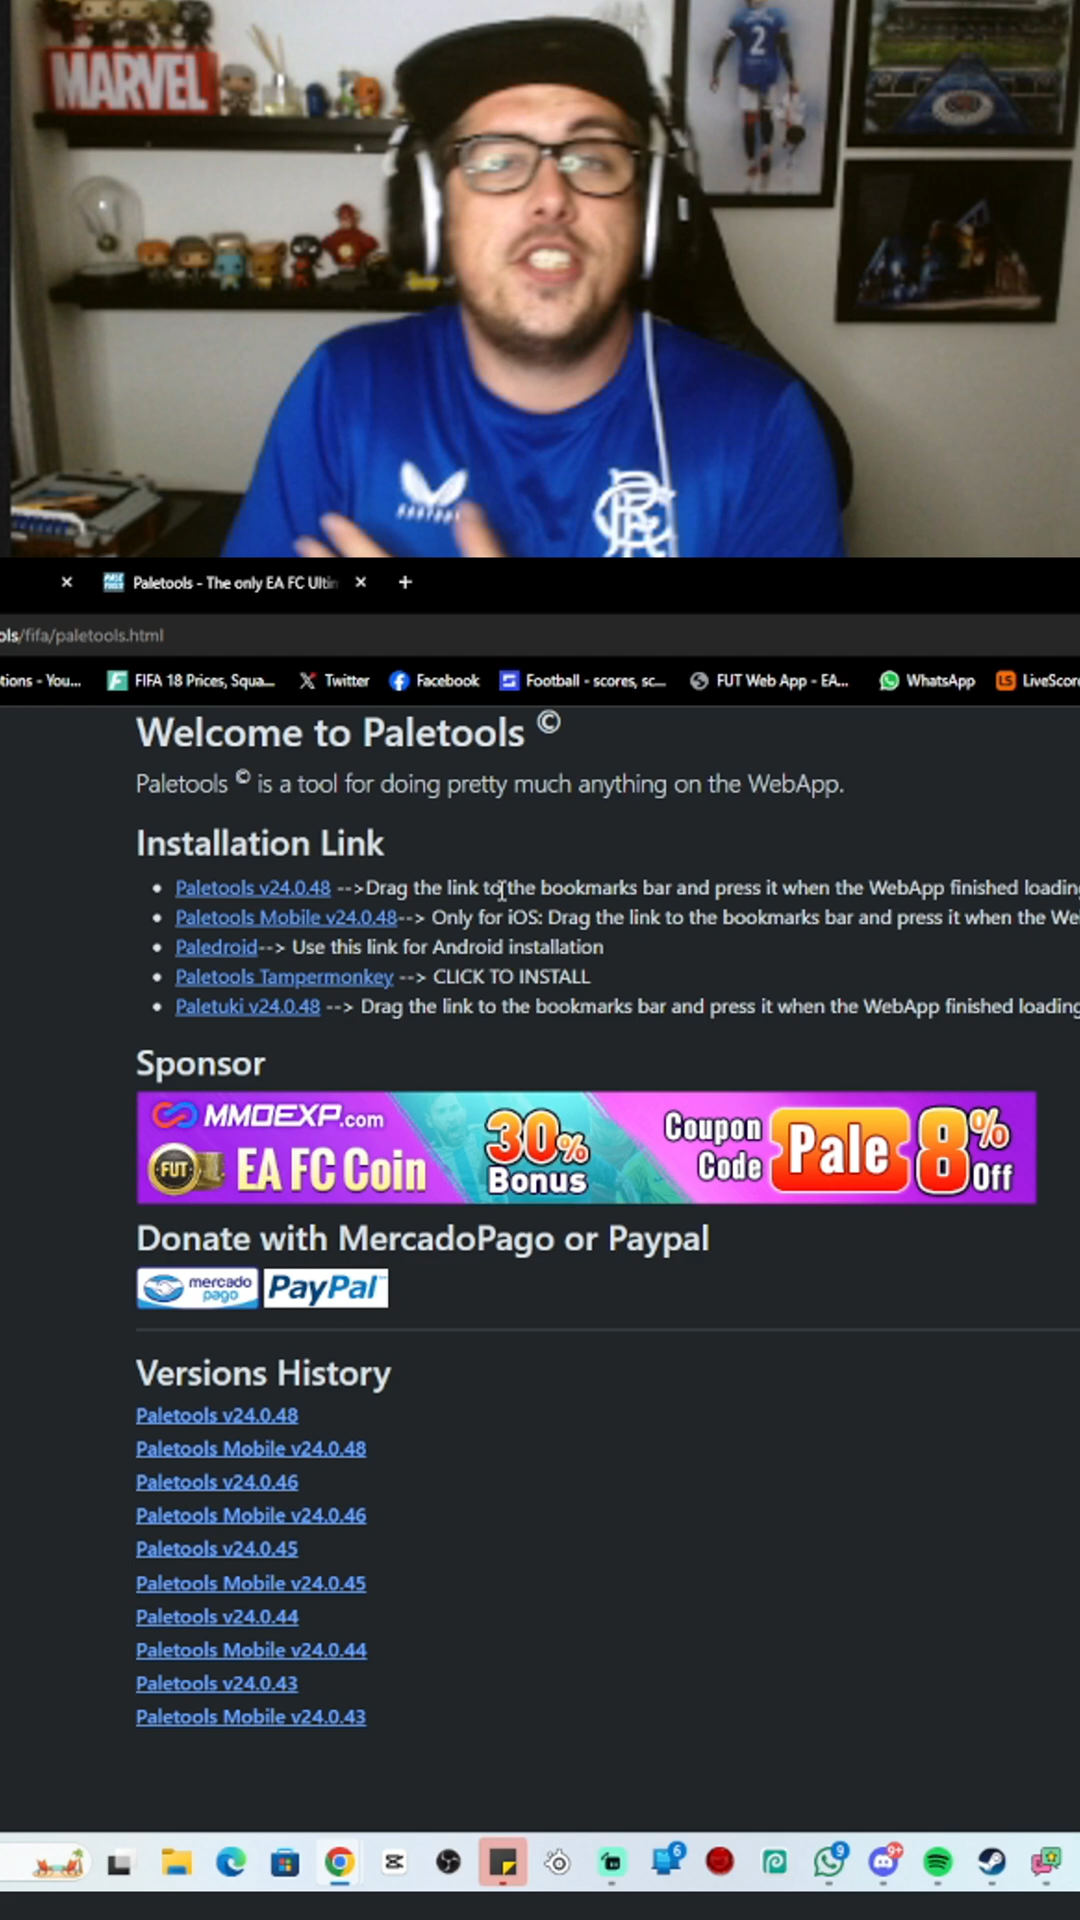 MARVEL
2
Paletools - The only EA FC Ultin
ols/fifa/paletools.html
tions - You...
FIFA 18 Prices, Squa...
Twitter
Facebook
Football - scores, sc...
FUT Web App - EA...
WhatsApp
LS
LiveScore
Welcome to Paletools ©
Paletools © is a tool for doing pretty much anything on the WebApp.
Installation Link
Paletools v24.0.48 -->Drag the link to the bookmarks bar and press it when the WebApp finished loading
Paletools Mobile v24.0.48--> Only for iOS: Drag the link to the bookmarks bar and press it when the We
Paledroid--> Use this link for Android installation
Paletools Tampermonkey --> CLICK TO INSTALL
Paletuki v24.0.48 --> Drag the link to the bookmarks bar and press it when the WebApp finished loading
Sponsor
MMOEXP.com
FUT
EA FC Coin
30%
Bonus
Coupon
Code
Pale
8%
Off
Donate with MercadoPago or Paypal
mercado
pago
PayPal
Versions History
Paletools v24.0.48
Paletools Mobile v24.0.48
Paletools v24.0.46
Paletools Mobile v24.0.46
Paletools v24.0.45
Paletools Mobile v24.0.45
Paletools v24.0.44
Paletools Mobile v24.0.44
Paletools v24.0.43
Paletools Mobile v24.0.43
6
9
9+